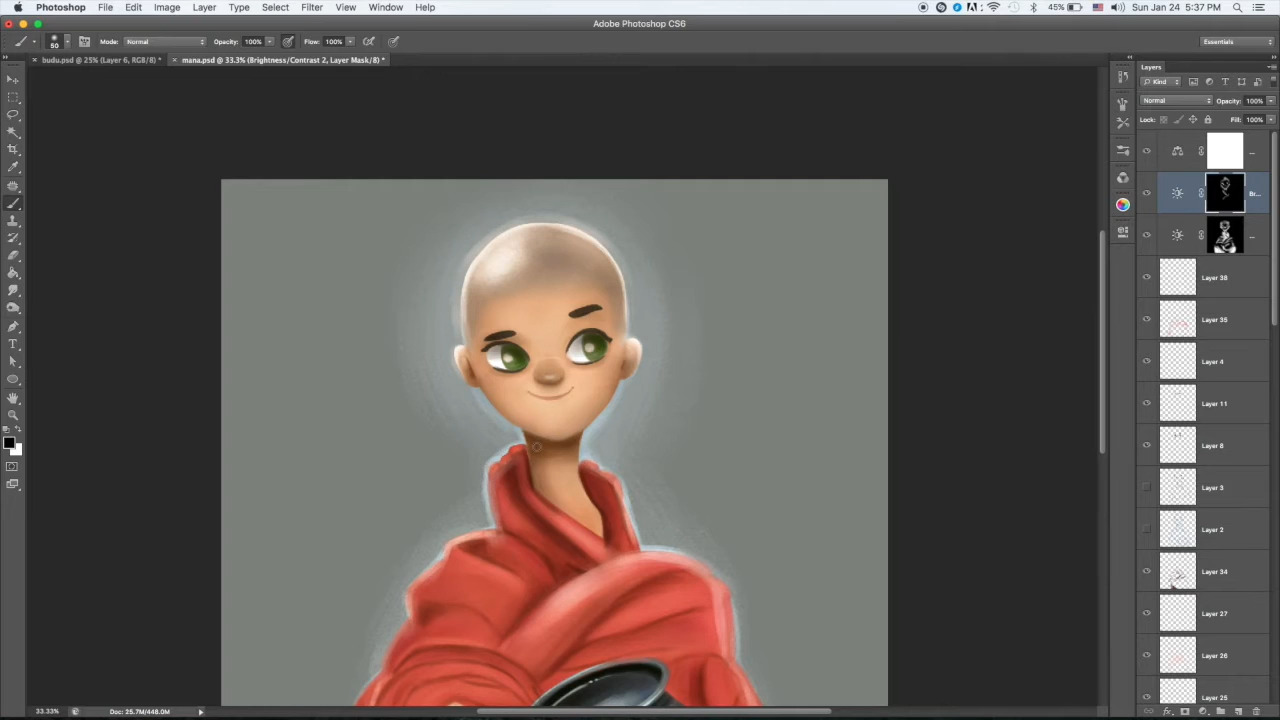 Photoshop File Edit Image Layer Type Select Filter View Window Help 45% Sun Jan 24 5:37 PM
Adobe Photoshop CS6
50 Mode: Normal Opacity: 100% Flow: 100% Essentials
budu.psd @ 25% (Layer 6, RGB/8) * mana.psd @ 33.3% (Brightness/Contrast 2, Layer Mask/8) *
Layers
Kind
Normal Opacity: 100%
Lock: Fill: 100%
...
Br...
...
Layer 38
Layer 35
Layer 4
Layer 11
Layer 8
Layer 3
Layer 2
Layer 34
Layer 27
Layer 26
Layer 25
33.33% Doc: 25.7M/448.0M